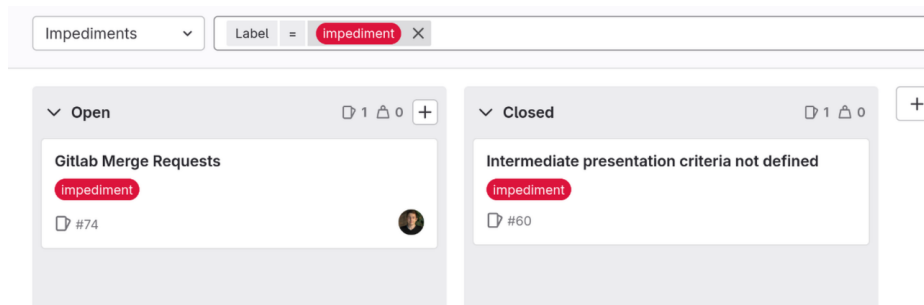 Impediments
Label = impediment
Open 1 0
Gitlab Merge Requests
impediment
#74
Closed 1 0
Intermediate presentation criteria not defined
impediment
#60